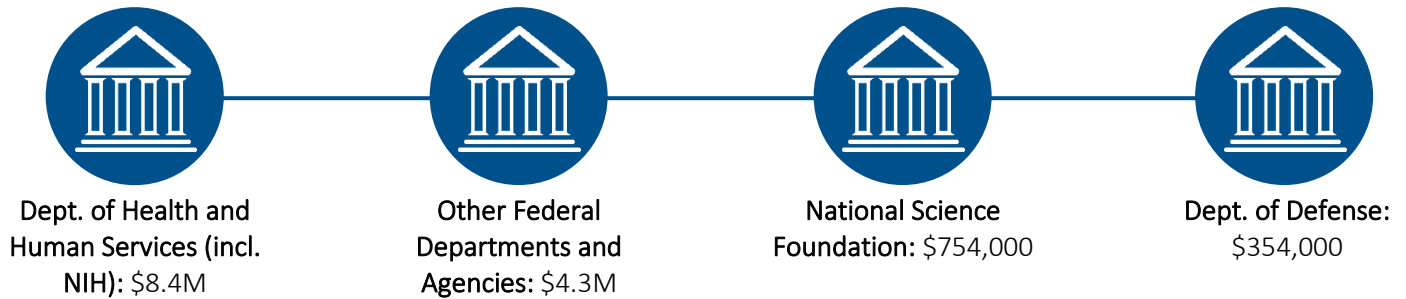 Dept. of Health and
Human Services (incl.
NIH): $8.4M
Other Federal
Departments and
Agencies: $4.3M
National Science
Foundation: $754,000
Dept. of Defense:
$354,000